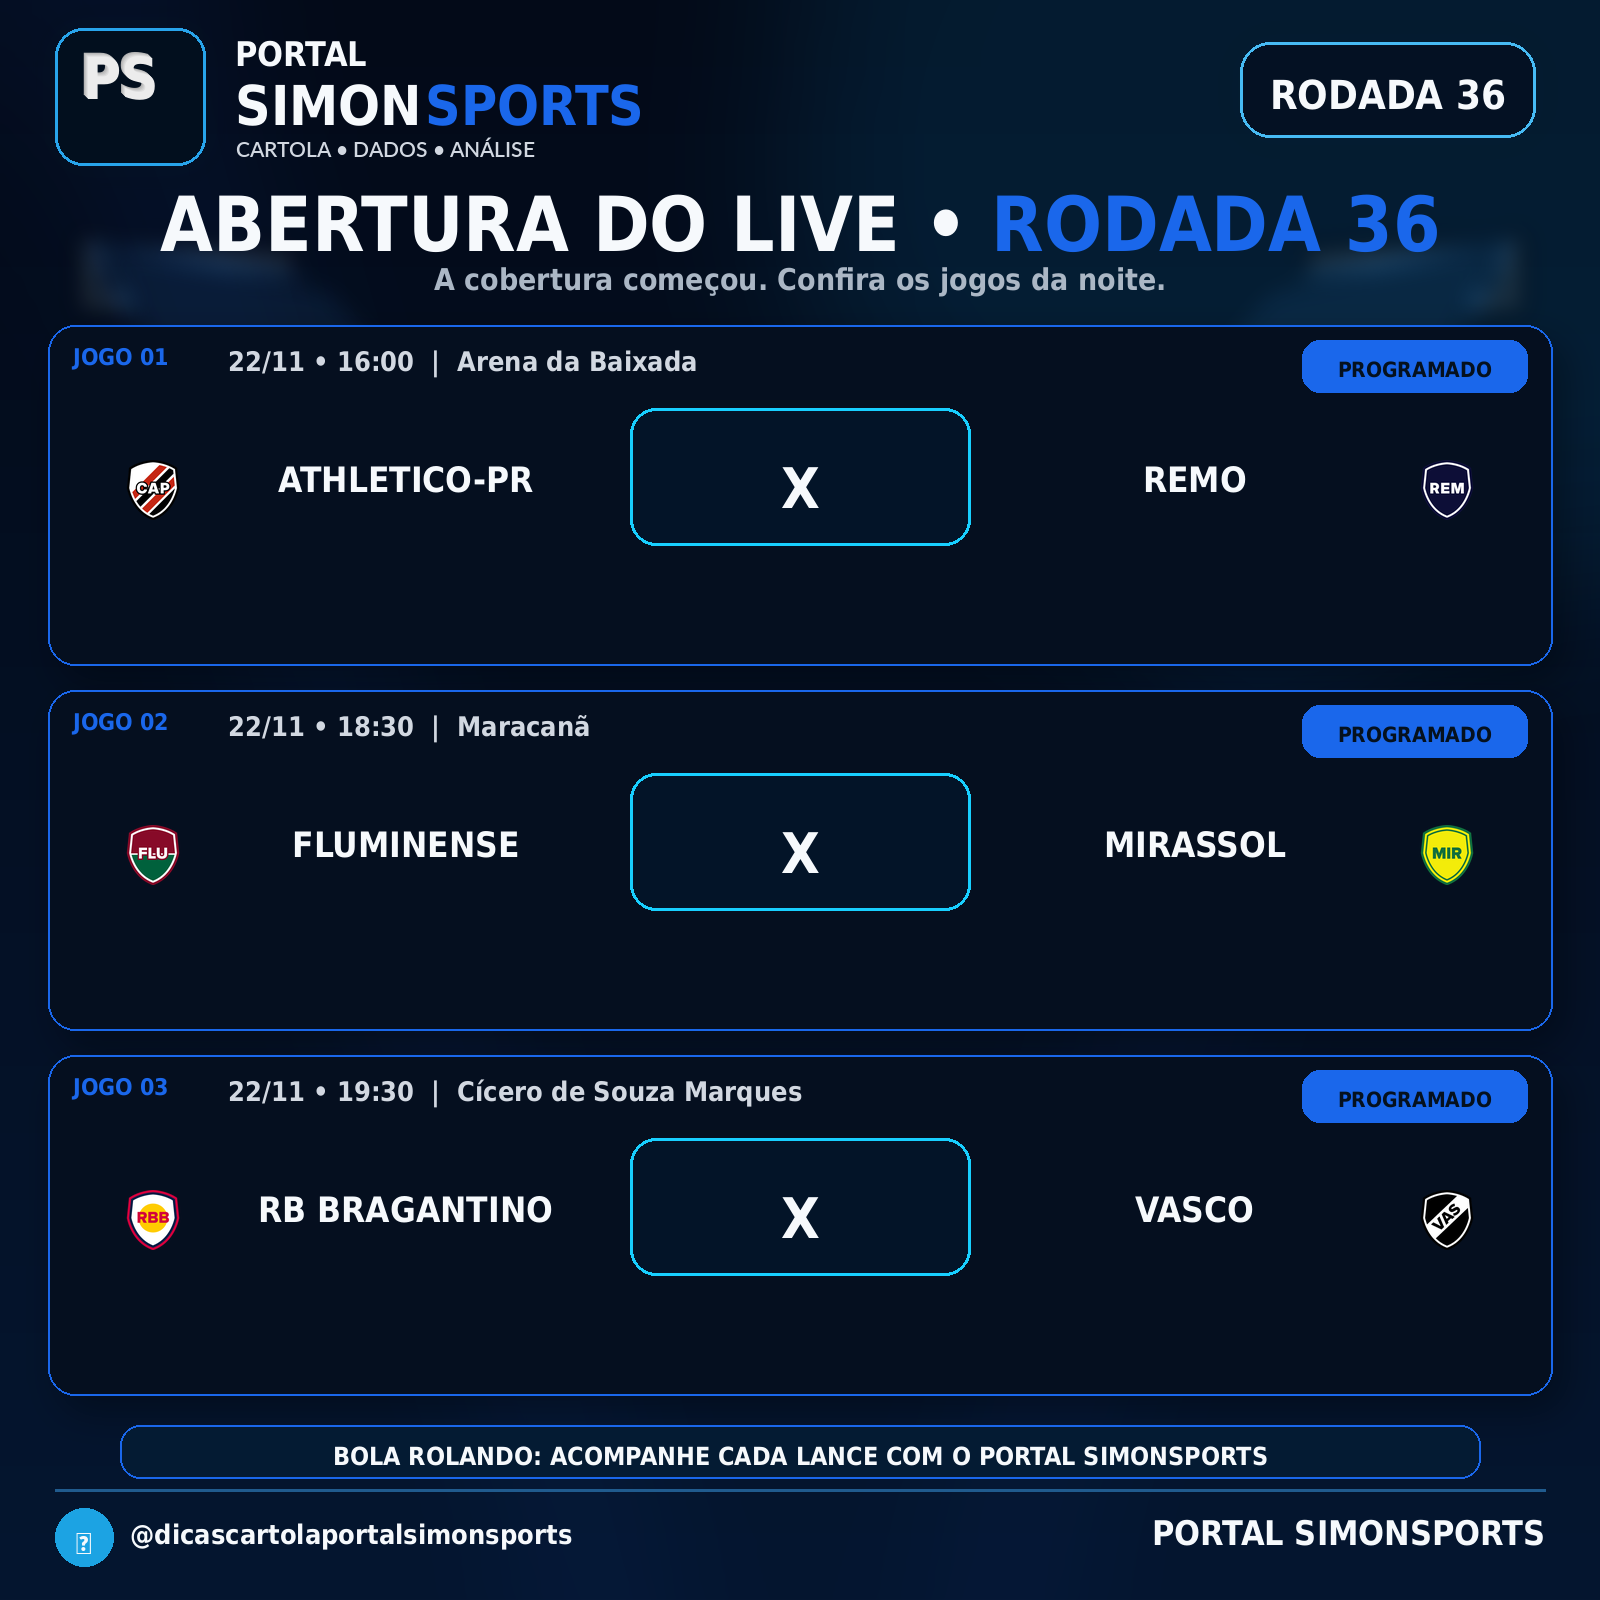 PS
PORTAL
SIMONSPORTS
CARTOLA • DADOS • ANÁLISE
RODADA 36
ABERTURA DO LIVE • RODADA 36
A cobertura começou. Confira os jogos da noite.
JOGO 01
22/11 • 16:00 | Arena da Baixada
PROGRAMADO
CAP
ATHLETICO-PR
X
REMO
REM
JOGO 02
22/11 • 18:30 | Maracanã
PROGRAMADO
FLU
FLUMINENSE
X
MIRASSOL
MIR
JOGO 03
22/11 • 19:30 | Cícero de Souza Marques
PROGRAMADO
RBB
RB BRAGANTINO
X
VASCO
VAS
BOLA ROLANDO: ACOMPANHE CADA LANCE COM O PORTAL SIMONSPORTS
@dicascartolaportalsimonsports
PORTAL SIMONSPORTS